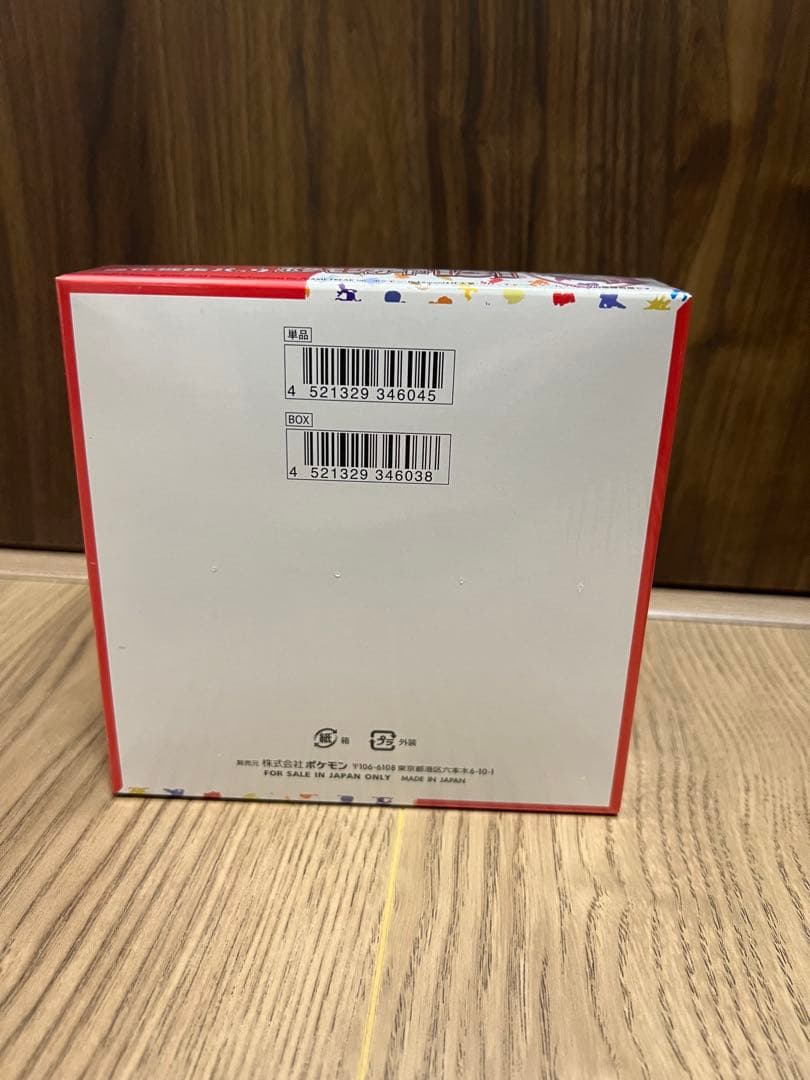 単品
4 521329 346045
BOX
4 521329 346038
紙 箱 プラ 外装
発売元 株式会社 ポケモン 〒106-6108 東京都港区六本木6-10-1
FOR SALE IN JAPAN ONLY MADE IN JAPAN